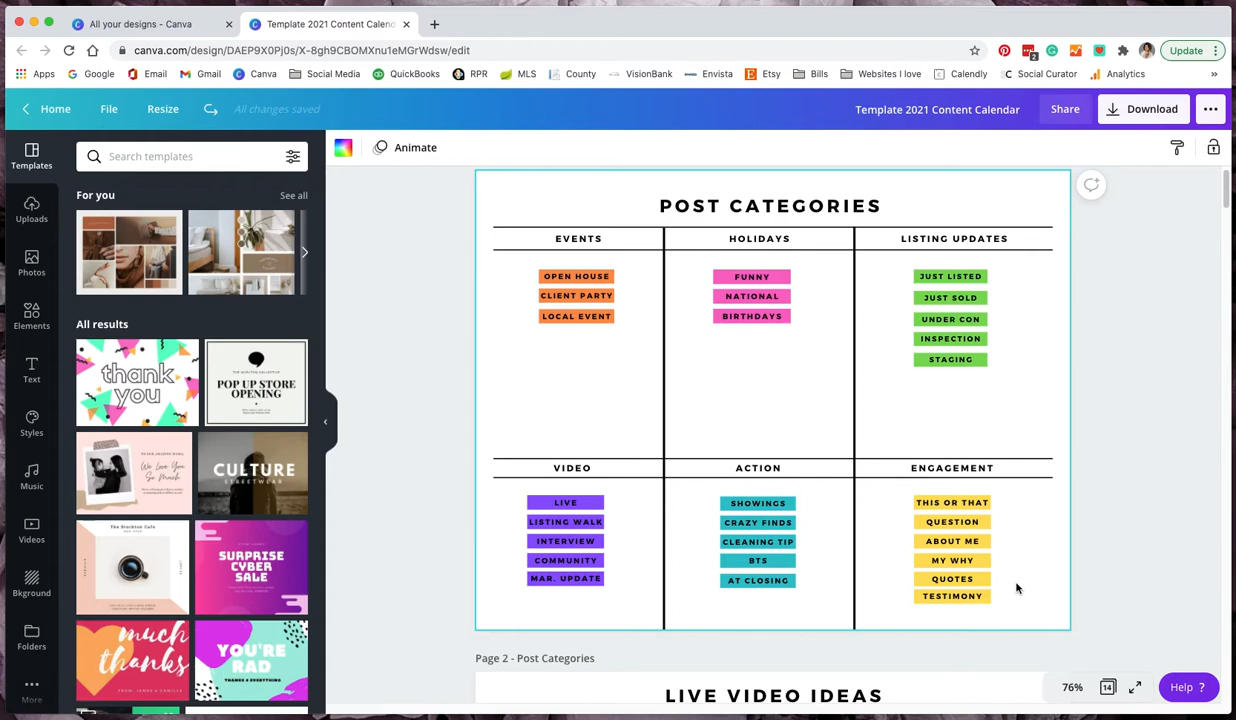 All your designs - Canva
Template 2021 Content Calend
canva.com/design/DAEP9X0Pj0s/X-8gh9CBOMXnu1eMGrWdsw/edit
2
Update
Apps
Google
Email
Gmail
Canva
Social Media
QuickBooks
RPR
MLS
County
VisionBank
Envista
Etsy
Bills
Websites I love
Calendly
Social Curator
Analytics
Home
File
Resize
All changes saved
Template 2021 Content Calendar
Share
Download
Templates
Uploads
Photos
Elements
Text
Styles
Music
Videos
Bkground
Folders
More
Search templates
For you
See all
All results
thank
you
POP UP STORE
OPENING
We Love You
So Much
CULTURE
STREETWEAR
SURPRISE
CYBER
SALE
much
thanks
YOU'RE
RAD
Animate
POST CATEGORIES
EVENTS
OPEN HOUSE
CLIENT PARTY
LOCAL EVENT
HOLIDAYS
FUNNY
NATIONAL
BIRTHDAYS
LISTING UPDATES
JUST LISTED
JUST SOLD
UNDER CON
INSPECTION
STAGING
VIDEO
LIVE
LISTING WALK
INTERVIEW
COMMUNITY
MAR. UPDATE
ACTION
SHOWINGS
CRAZY FINDS
CLEANING TIP
BTS
AT CLOSING
ENGAGEMENT
THIS OR THAT
QUESTION
ABOUT ME
MY WHY
QUOTES
TESTIMONY
Page 2 - Post Categories
LIVE VIDEO IDEAS
76%
14
Help ?